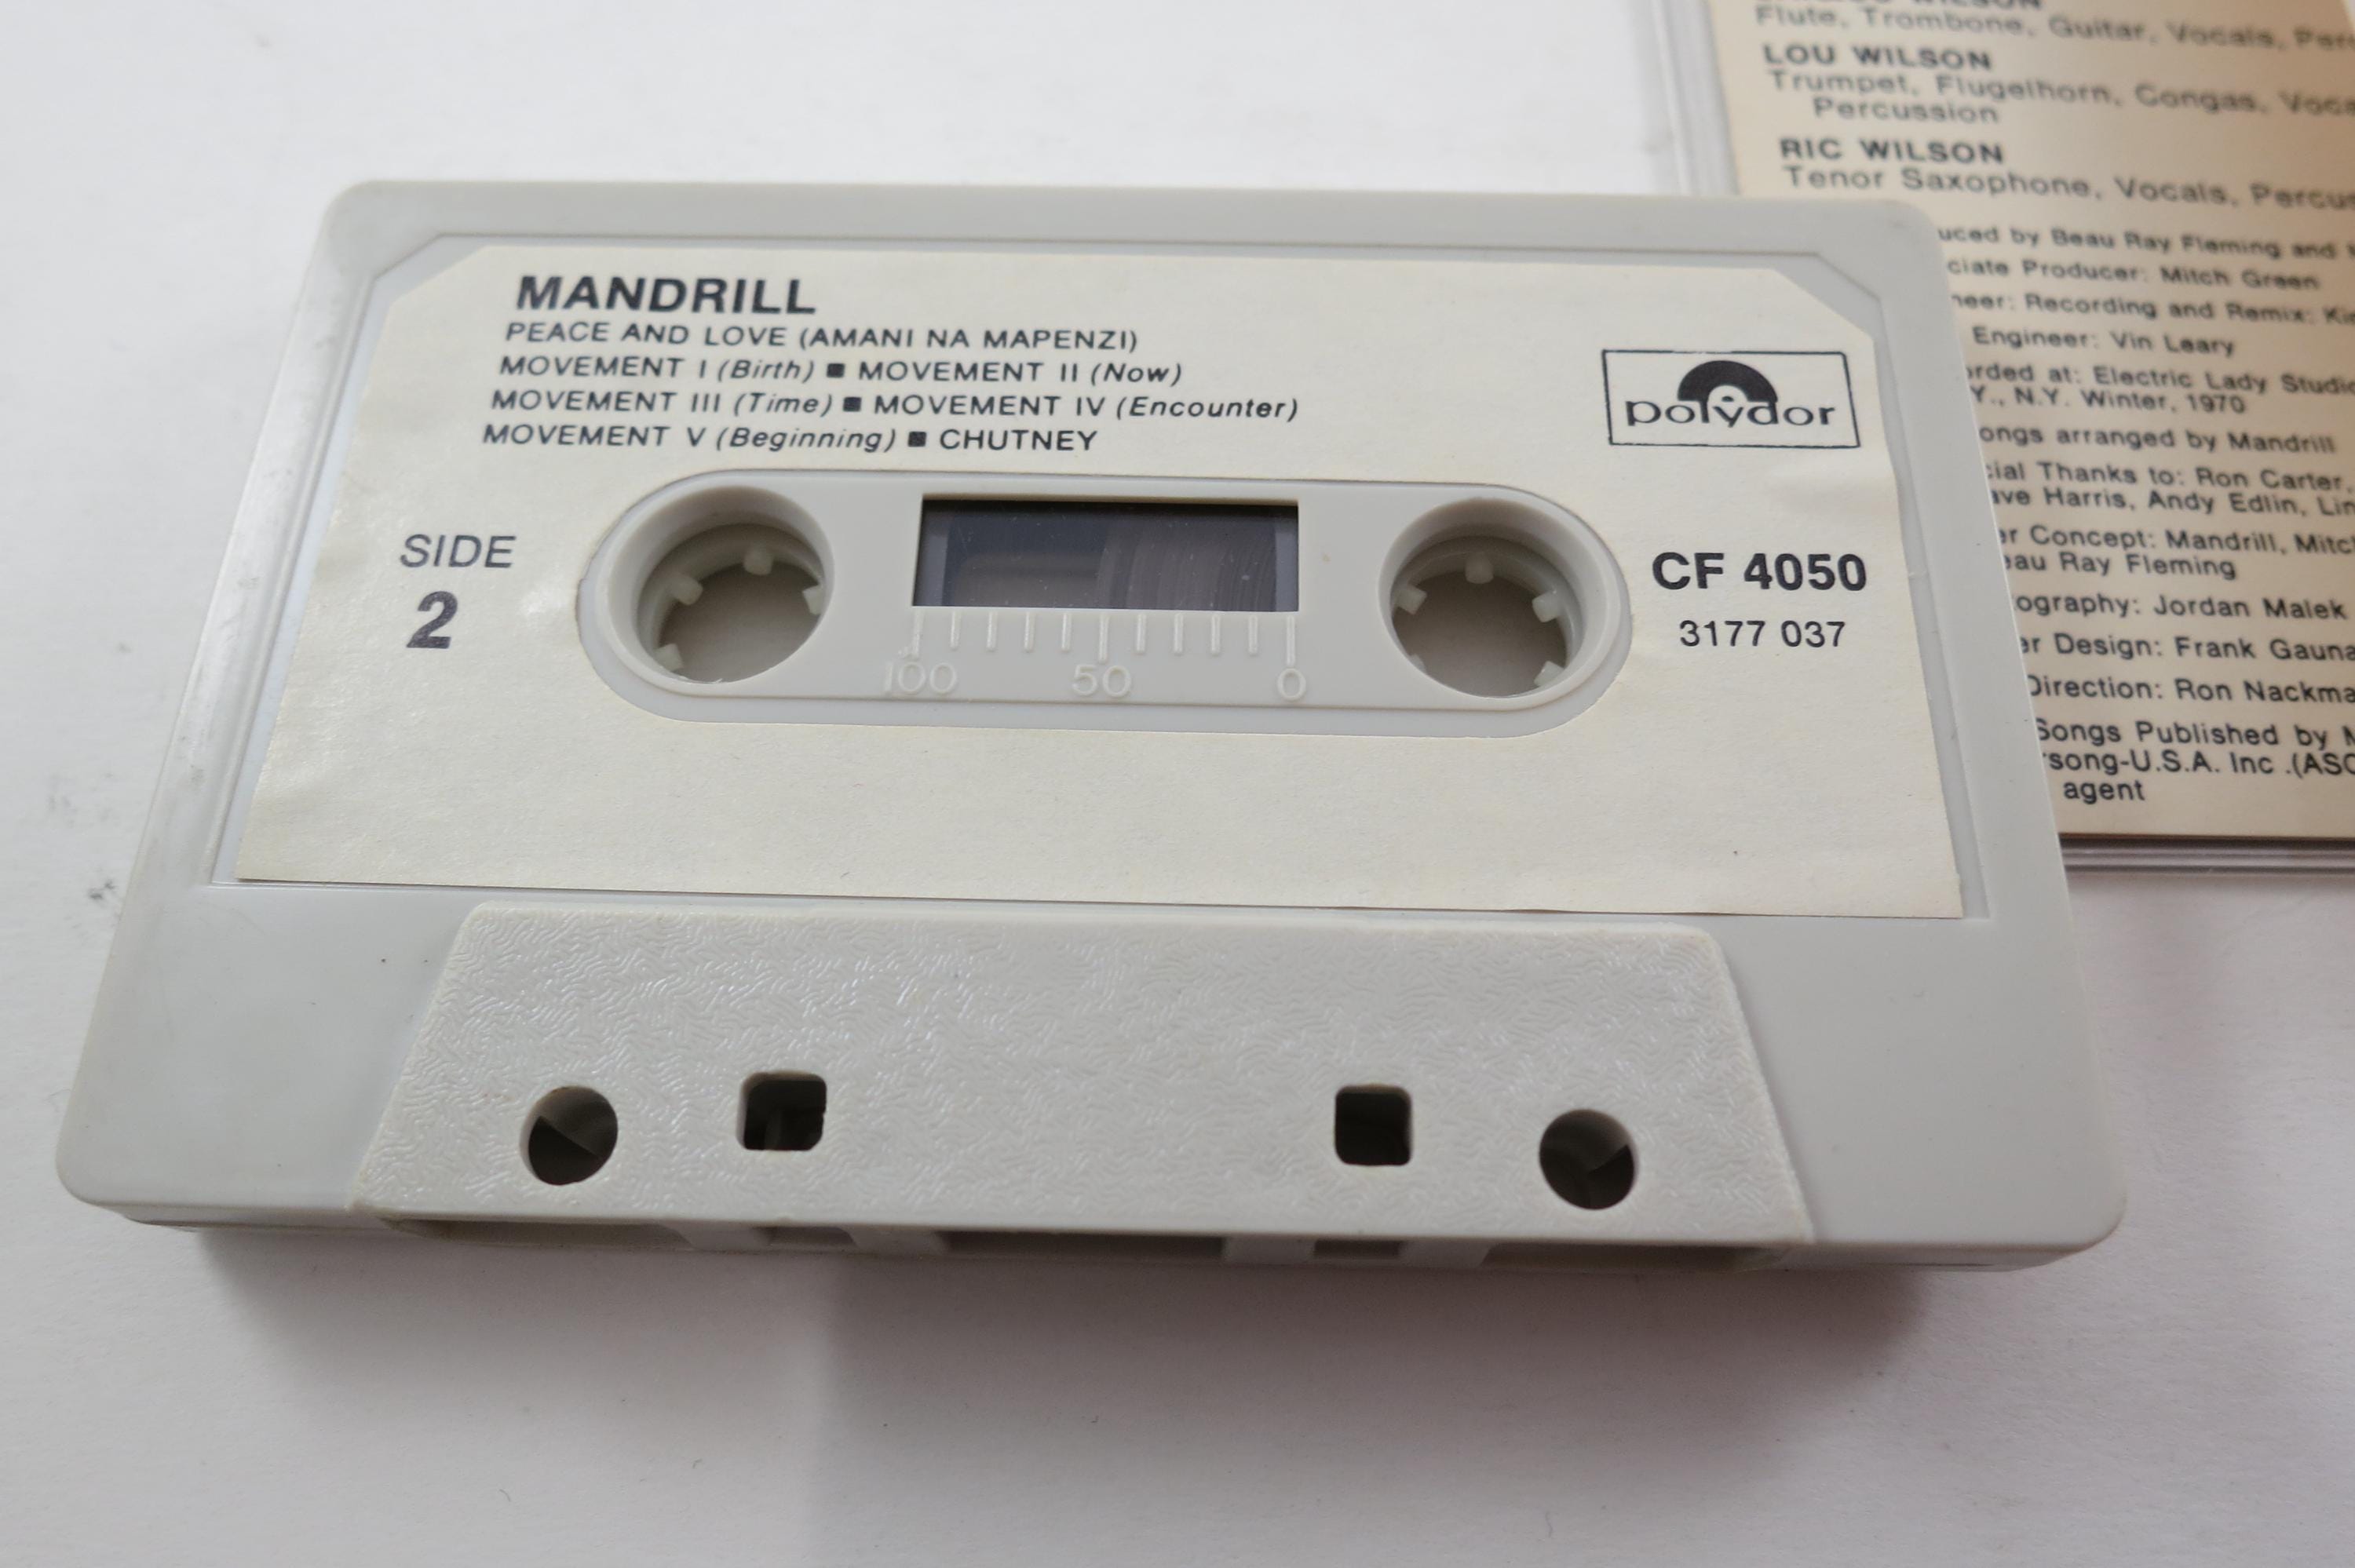 MANDRILL
PEACE AND LOVE (AMANI NA MAPENZI)
MOVEMENT I (Birth) ■ MOVEMENT II (Now)
MOVEMENT III (Time) ■ MOVEMENT IV (Encounter)
MOVEMENT V (Beginning) ■ CHUTNEY
polydor
SIDE
2
CF 4050
3177 037
100 50 0
WILSON
Flute, Trombone, Guitar, Vocals,
LOU WILSON
Trumpet, Flugelhorn, Congas,
Percussion
RIC WILSON
Tenor Saxophone, Vocals,
by Beau Ray Fleming and
Producer: Mitch Green
Recording and Remix:
Engineer: Vin Leary
at: Electric Lady
N.Y. Winter, 1970
arranged by Mandrill
Thanks to: Ron Carter,
Harris, Andy Edlin,
Concept: Mandrill,
Ray Fleming
Jordan Malek
Design: Frank
Direction: Ron
Songs Published by
U.S.A. Inc .
agent